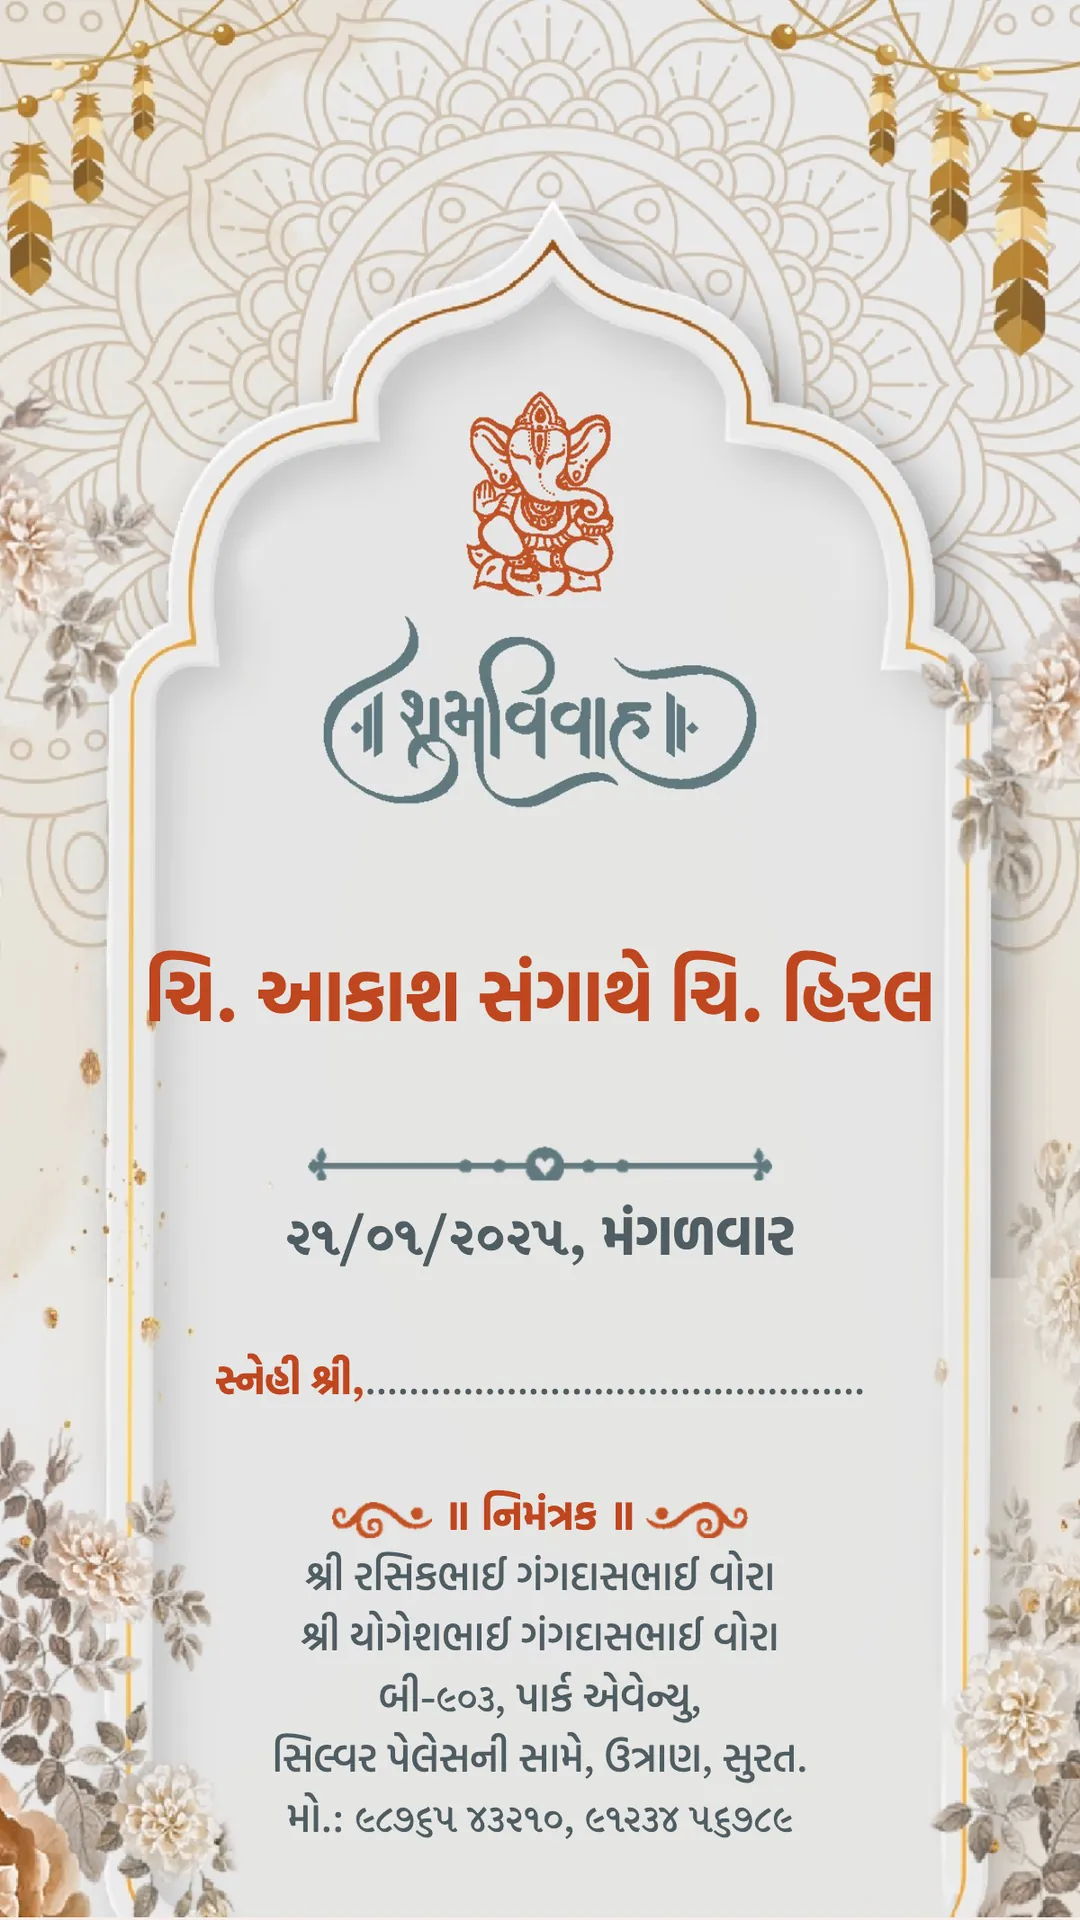 ॥ શુભવિવાહ ॥
ચિ. આકાશ સંગાથે ચિ. હિરલ
૨૧/૦૧/૨૦૨૫, મંગળવાર
સ્નેહી શ્રી,..............................................
॥ નિમંત્રક ॥
શ્રી રસિકભાઈ ગંગદાસભાઈ વોરા
શ્રી યોગેશભાઈ ગંગદાસભાઈ વોરા
બી-૯૦૩, પાર્ક એવેન્યુ,
સિલ્વર પેલેસની સામે, ઉત્રાણ, સુરત.
મો.: ૯૮૭૬૫ ૪૩૨૧૦, ૯૧૨૩૪ ૫૬૭૮૯